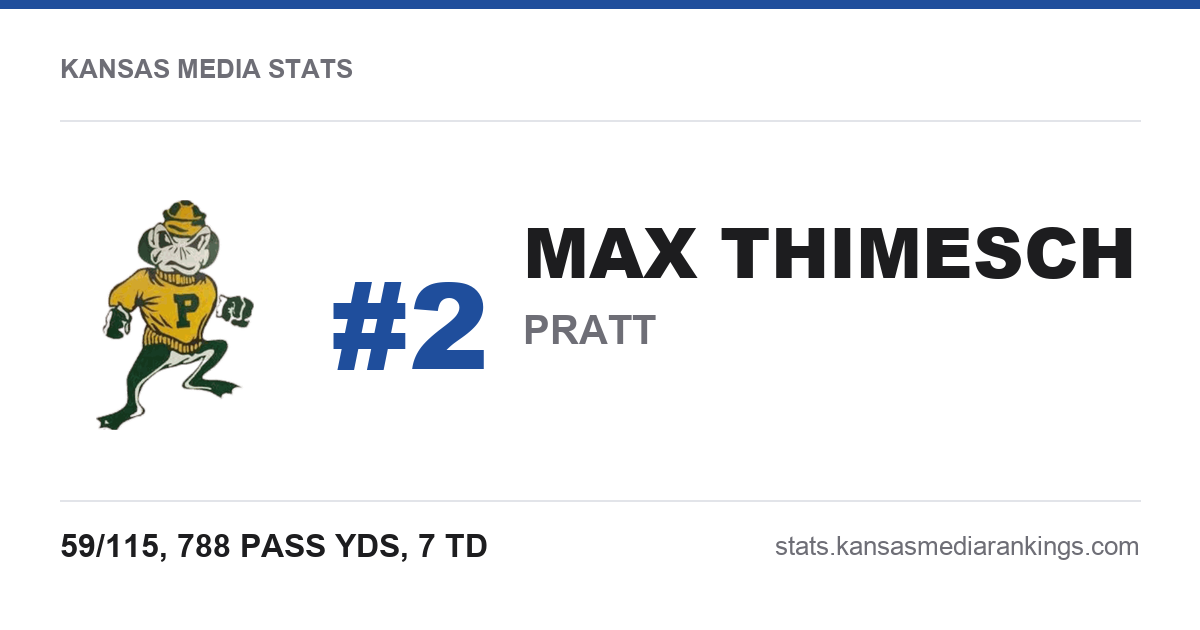 KANSAS MEDIA STATS
P
#2
MAX THIMESCH
PRATT
59/115, 788 PASS YDS, 7 TD
stats.kansasmediarankings.com